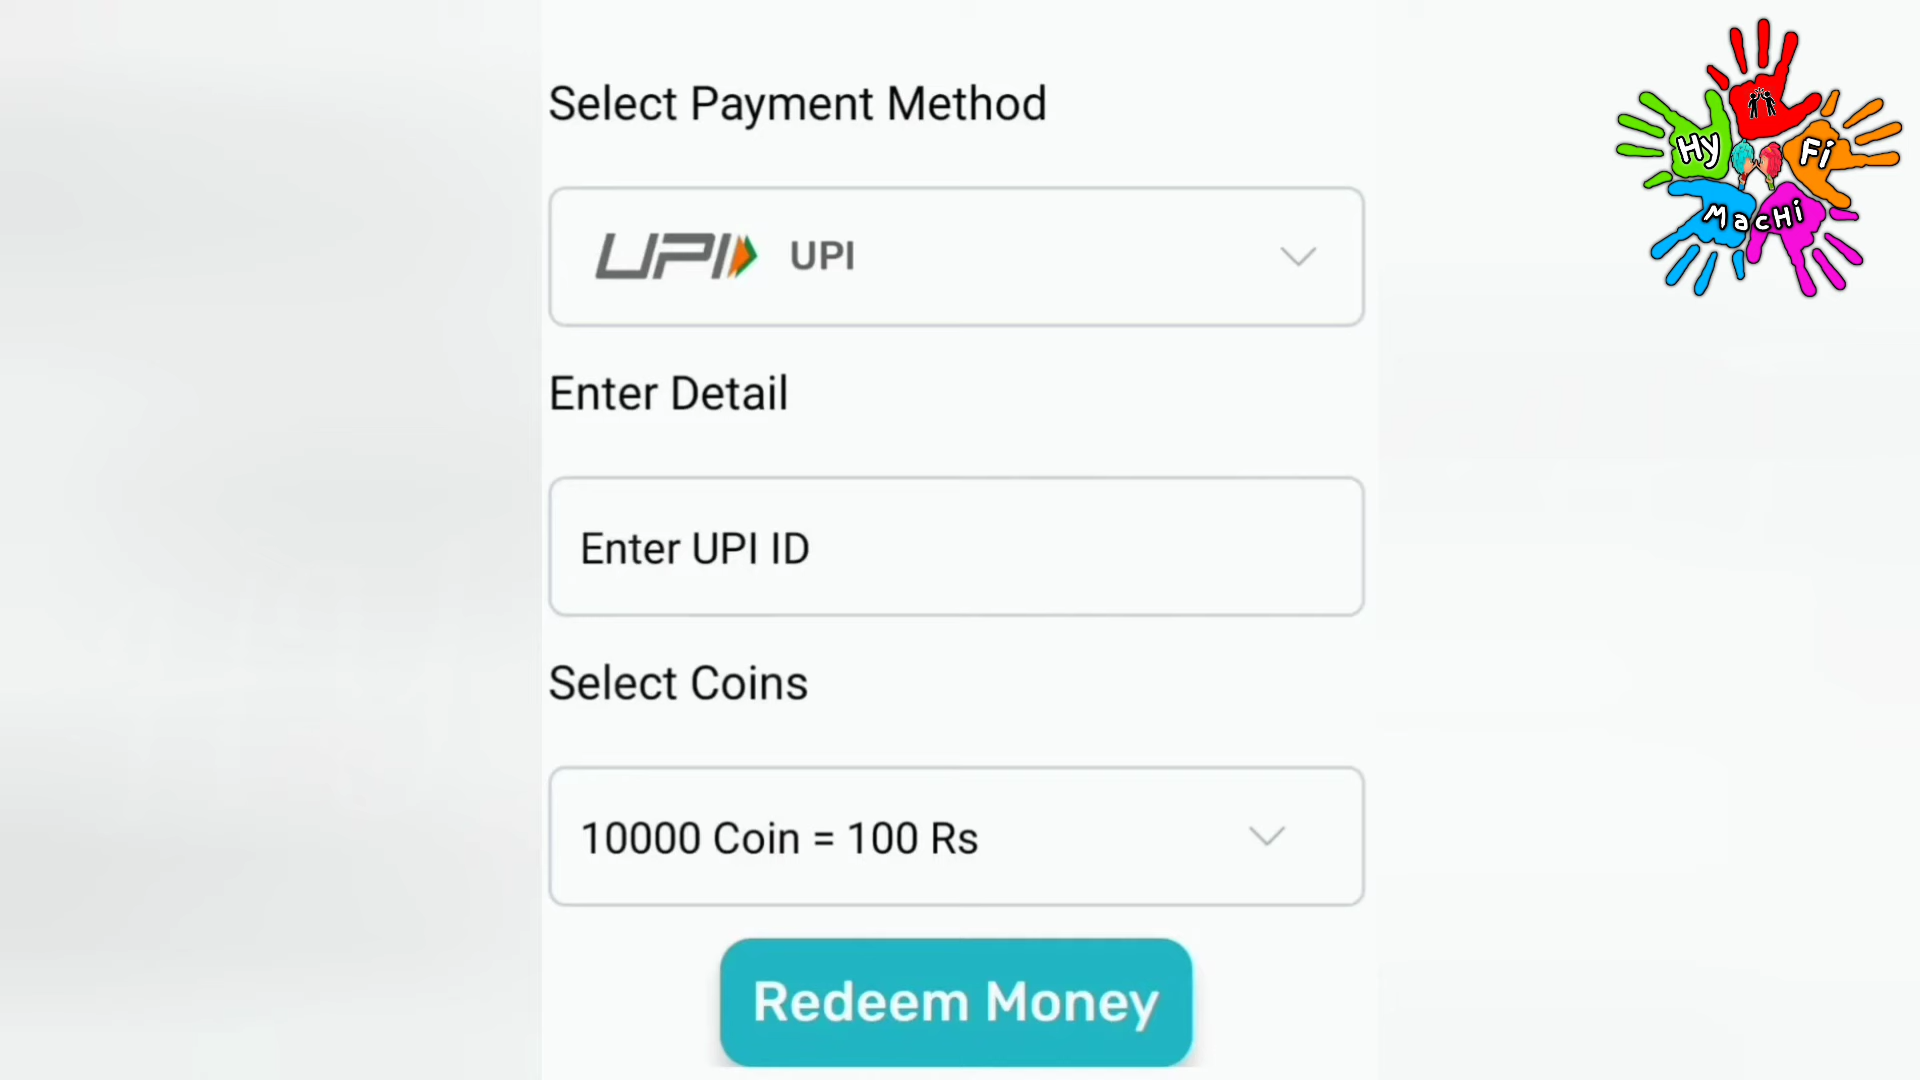 Select Payment Method
UPI UPI
Enter Detail
Enter UPI ID
Select Coins
10000 Coin = 100 Rs
Redeem Money
Hy Fi
MacHi